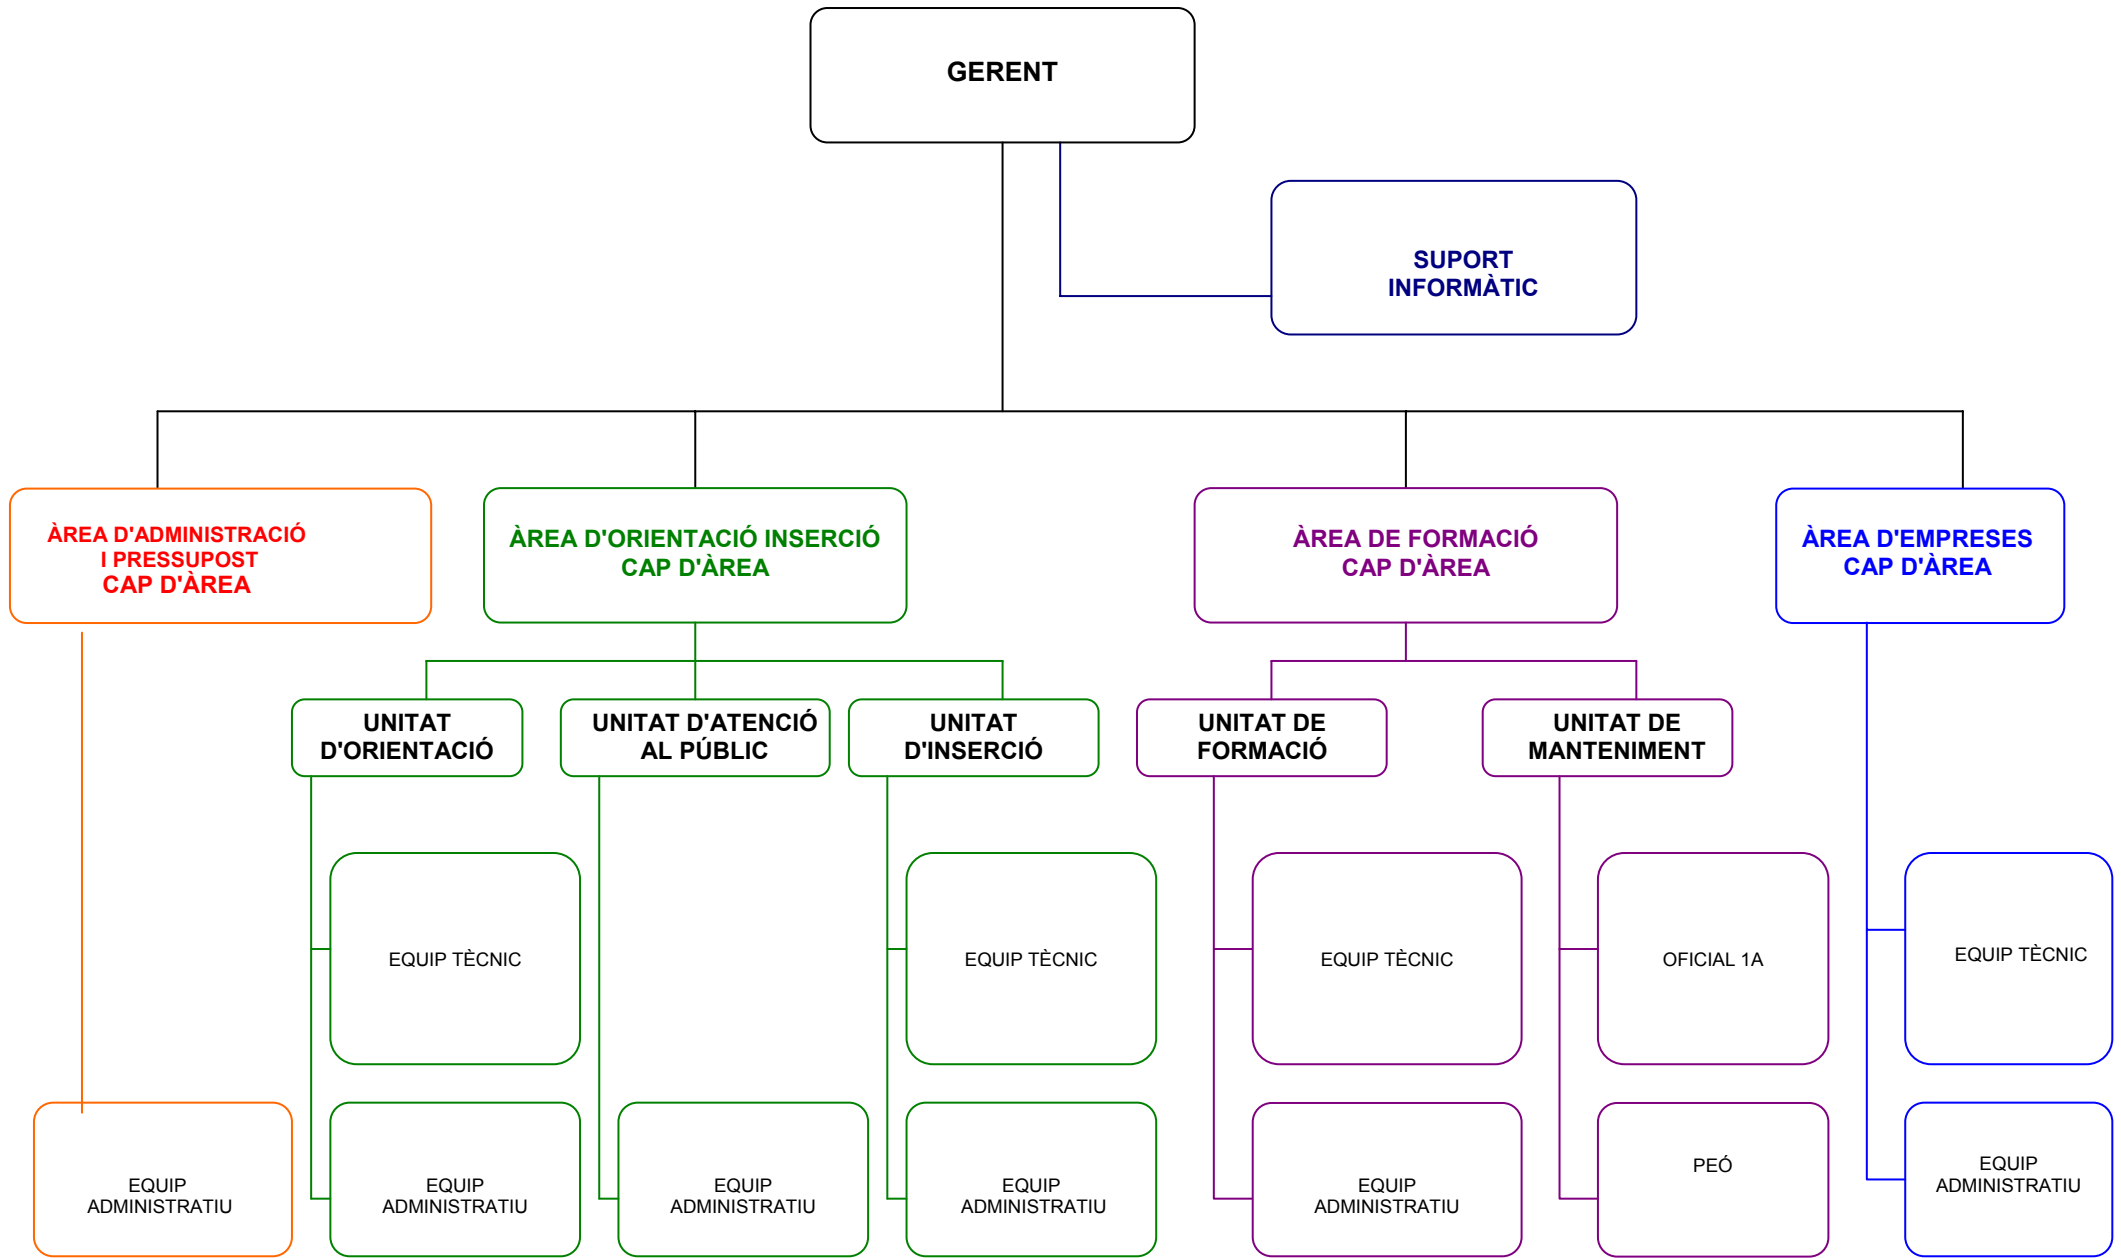 GERENT
SUPORT
INFORMÀTIC
ÀREA D'ADMINISTRACIÓ
I PRESSUPOST
CAP D'ÀREA
ÀREA D'ORIENTACIÓ INSERCIÓ
CAP D'ÀREA
ÀREA DE FORMACIÓ
CAP D'ÀREA
ÀREA D'EMPRESES
CAP D'ÀREA
UNITAT
D'ORIENTACIÓ
UNITAT D'ATENCIÓ
AL PÚBLIC
UNITAT
D'INSERCIÓ
UNITAT DE
FORMACIÓ
UNITAT DE
MANTENIMENT
EQUIP TÈCNIC
EQUIP TÈCNIC
EQUIP TÈCNIC
OFICIAL 1A
EQUIP TÈCNIC
EQUIP
ADMINISTRATIU
EQUIP
ADMINISTRATIU
EQUIP
ADMINISTRATIU
EQUIP
ADMINISTRATIU
EQUIP
ADMINISTRATIU
PEÓ
EQUIP
ADMINISTRATIU